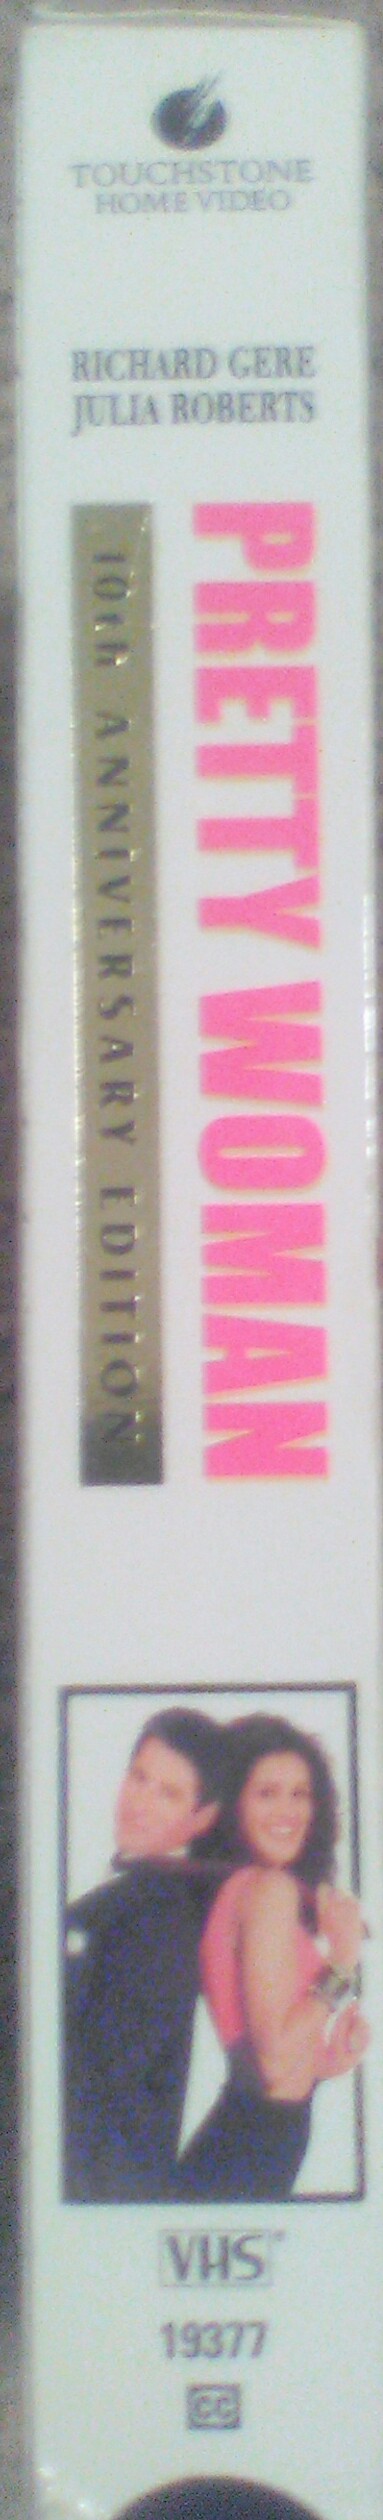 TOUCHSTONE
HOME VIDEO
RICHARD GERE
JULIA ROBERTS
PRETTY WOMAN
10th ANNIVERSARY EDITION
VHS
19377
CC